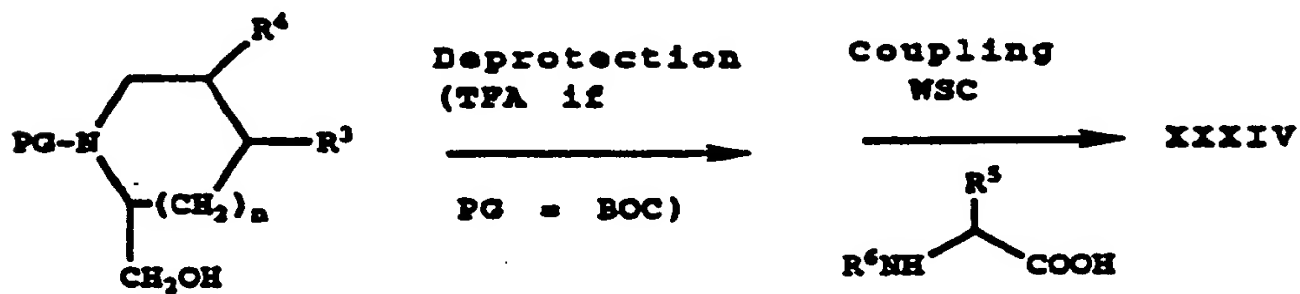 R⁴
PG-N
R³
(CH₂)ₙ
CH₂OH
Deprotection
(TFA if
PG = BOC)
Coupling
WSC
R⁵
R⁶NH
COOH
XXXIV